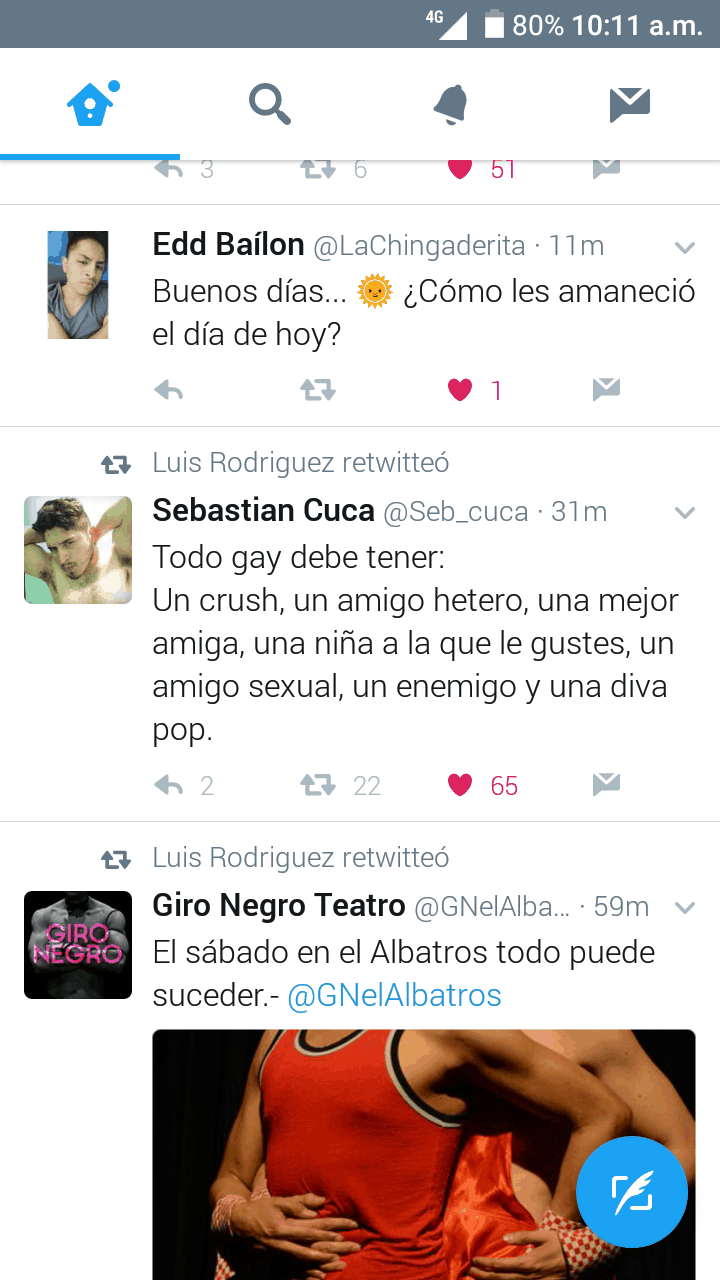 4G 80% 10:11 a.m.
3 6 51
Edd Baílon @LaChingaderita · 11m
Buenos días... 🌞 ¿Cómo les amaneció
el día de hoy?
1
Luis Rodriguez retwitteó
Sebastian Cuca @Seb_cuca · 31m
Todo gay debe tener:
Un crush, un amigo hetero, una mejor
amiga, una niña a la que le gustes, un
amigo sexual, un enemigo y una diva
pop.
2 22 65
Luis Rodriguez retwitteó
GIRO
NEGRO
Giro Negro Teatro @GNelAlba... · 59m
El sábado en el Albatros todo puede
suceder.- @GNelAlbatros